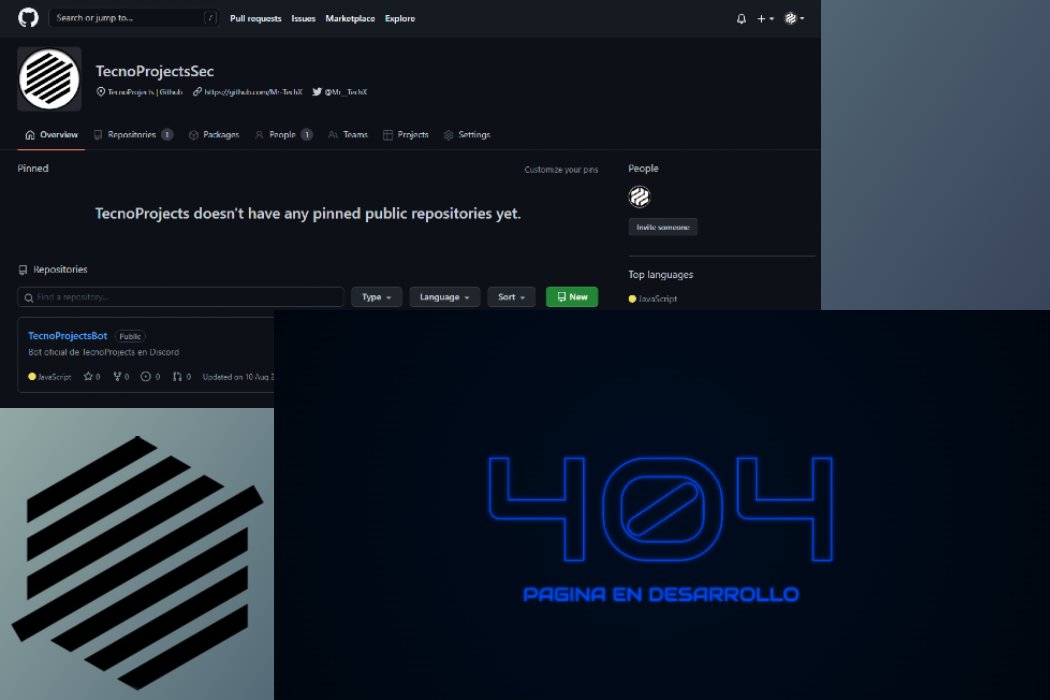 Search or jump to... /
Pull requests Issues Marketplace Explore
TecnoProjectsSec
TecnoProjects | Github https://github.com/Mr-TechX @Mr__TechX
Overview Repositories 1 Packages People 1 Teams Projects Settings
Pinned
Customize your pins
TecnoProjects doesn't have any pinned public repositories yet.
People
Invite someone
Repositories
Find a repository...
Type Language Sort New
Top languages
JavaScript
TecnoProjectsBot Public
Bot oficial de TecnoProjects en Discord
JavaScript 0 0 0 0 Updated on 10 Aug
404
PAGINA EN DESARROLLO